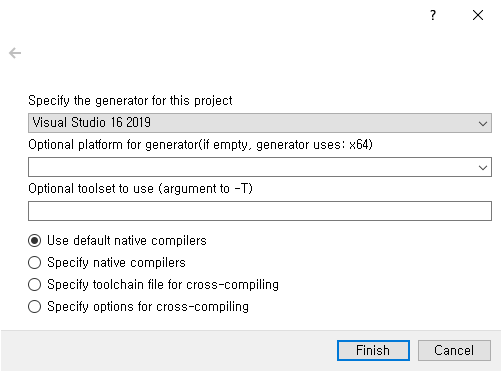 ?
Specify the generator for this project
Visual Studio 16 2019
Optional platform for generator(if empty, generator uses: x64)
Optional toolset to use (argument to -T)
Use default native compilers
Specify native compilers
Specify toolchain file for cross-compiling
Specify options for cross-compiling
Finish Cancel